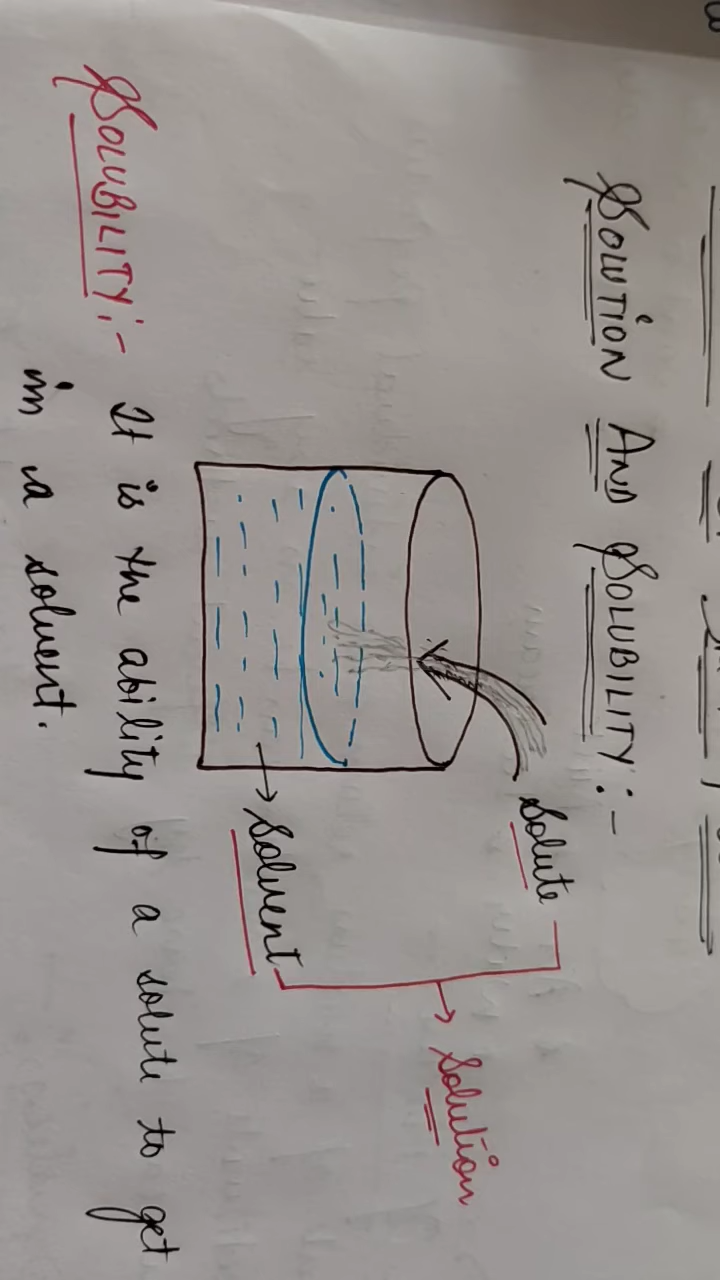 SOLUTION AND SOLUBILITY:-
Solute
Solution
Solvent
SOLUBILITY:- It is the ability of a solute to get
in a solvent.